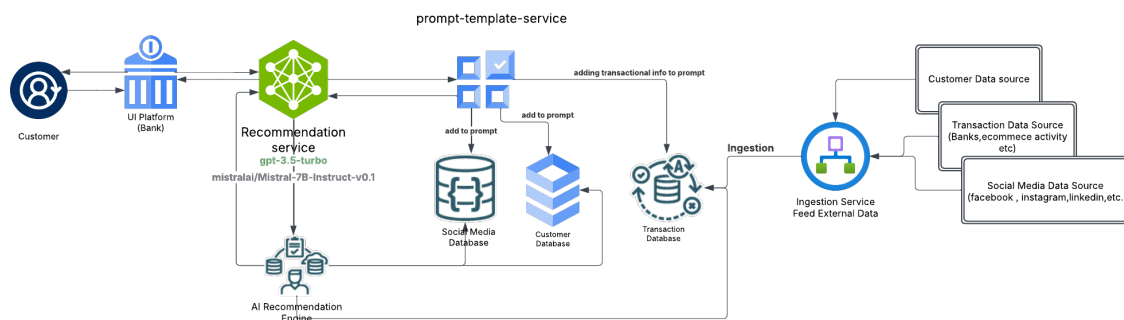 prompt-template-service
adding transactional info to prompt
Customer Data source
UI Platform
(Bank)
Customer
Recommendation
service
gpt-3.5-turbo
mistralai/Mistral-7B-Instruct-v0.1
add to prompt
add to prompt
Ingestion
Transaction Data Source
(Banks,ecommece activity
etc)
Social Media Data Source
(facebook , instagram,linkedin,etc.
Ingestion Service
Feed External Data
Social Media
Database
Customer
Database
Transaction
Database
AI Recommendation
Engine